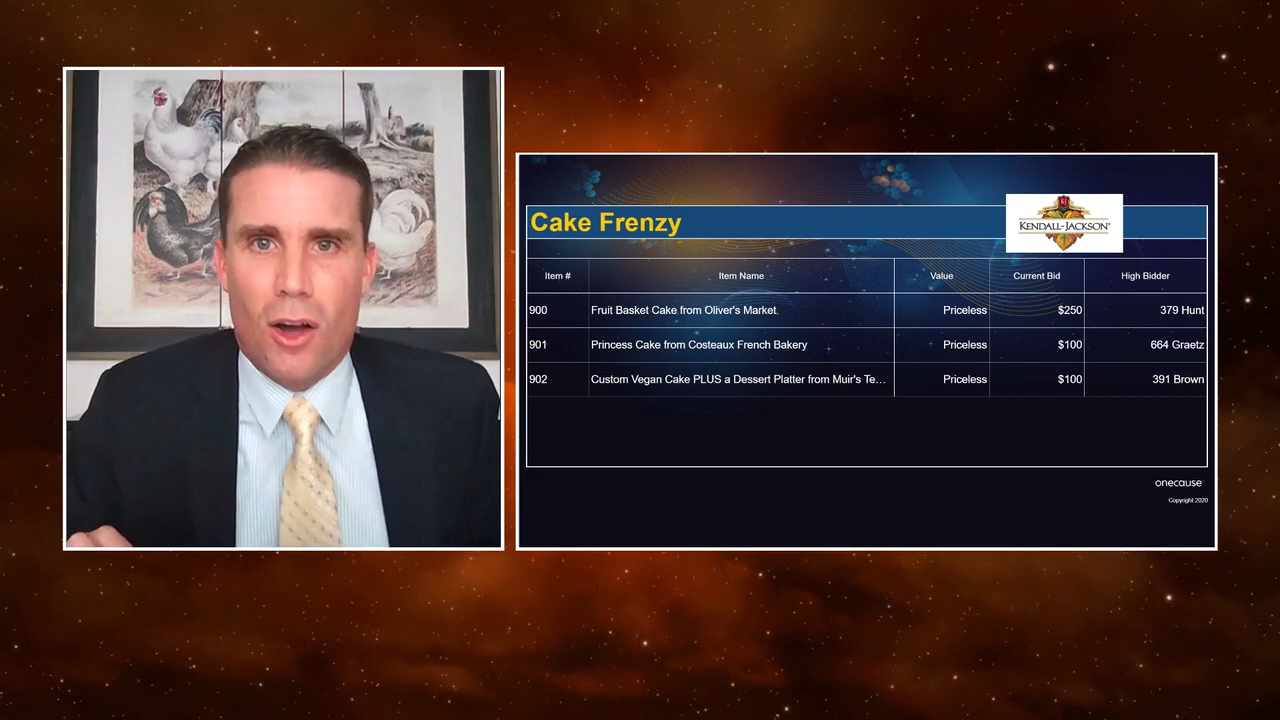 Cake Frenzy
KJ
KENDALL-JACKSON®
Item # Item Name Value Current Bid High Bidder
900 Fruit Basket Cake from Oliver's Market Priceless $250 379 Hunt
901 Princess Cake from Costeaux French Bakery Priceless $100 664 Graetz
902 Custom Vegan Cake PLUS a Dessert Platter from Muir's Te... Priceless $100 391 Brown
onecause
Copyright 2020